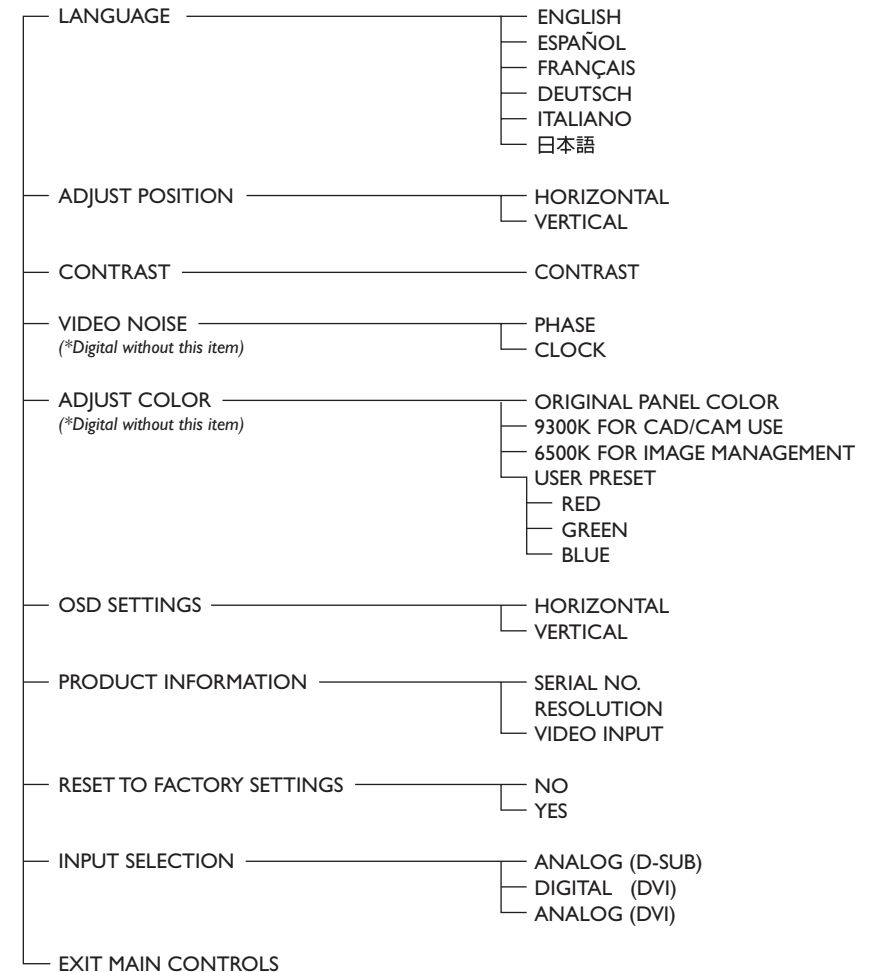 LANGUAGE
ENGLISH
ESPAÑOL
FRANÇAIS
DEUTSCH
ITALIANO
日本語
ADJUST POSITION
HORIZONTAL
VERTICAL
CONTRAST
CONTRAST
VIDEO NOISE
(*Digital without this item)
PHASE
CLOCK
ADJUST COLOR
(*Digital without this item)
ORIGINAL PANEL COLOR
9300K FOR CAD/CAM USE
6500K FOR IMAGE MANAGEMENT
USER PRESET
RED
GREEN
BLUE
OSD SETTINGS
HORIZONTAL
VERTICAL
PRODUCT INFORMATION
SERIAL NO.
RESOLUTION
VIDEO INPUT
RESET TO FACTORY SETTINGS
NO
YES
INPUT SELECTION
ANALOG (D-SUB)
DIGITAL (DVI)
ANALOG (DVI)
EXIT MAIN CONTROLS